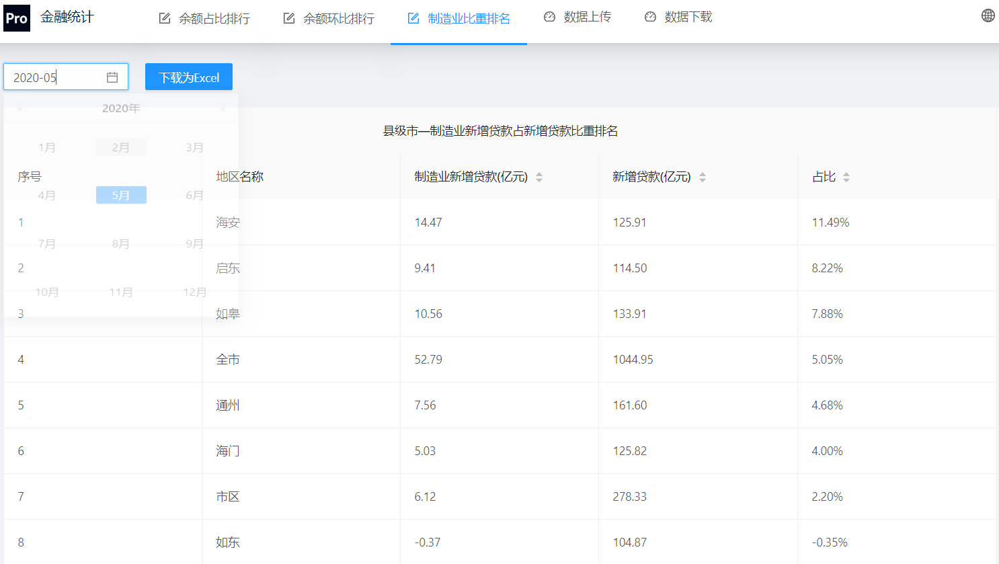 Pro 金融统计 余额占比排行 余额环比排行 制造业比重排名 数据上传 数据下载
2020-05 下载为Excel
« 2020年 »
1月 2月 3月
4月 5月 6月
7月 8月 9月
10月 11月 12月
县级市—制造业新增贷款占新增贷款比重排名
序号 地区名称 制造业新增贷款(亿元) 新增贷款(亿元) 占比
1 海安 14.47 125.91 11.49%
2 启东 9.41 114.50 8.22%
3 如皋 10.56 133.91 7.88%
4 全市 52.79 1044.95 5.05%
5 通州 7.56 161.60 4.68%
6 海门 5.03 125.82 4.00%
7 市区 6.12 278.33 2.20%
8 如东 -0.37 104.87 -0.35%